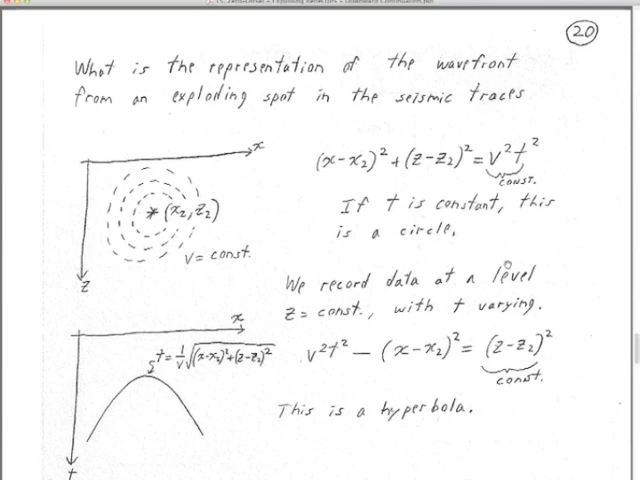 20
What is the representation of the wavefront
from an exploding spot in the seismic traces
x
(x-x₂)² + (z-z₂)² = v²t²
const.
* (x₂, z₂)
If t is constant, this
is a circle.
v = const.
z
We record data at a level
z = const., with t varying.
x
t = 1/v √(x-x₂)²+(z-z₂)²
v²t² - (x-x₂)² = (z-z₂)²
const.
This is a hyperbola.
t